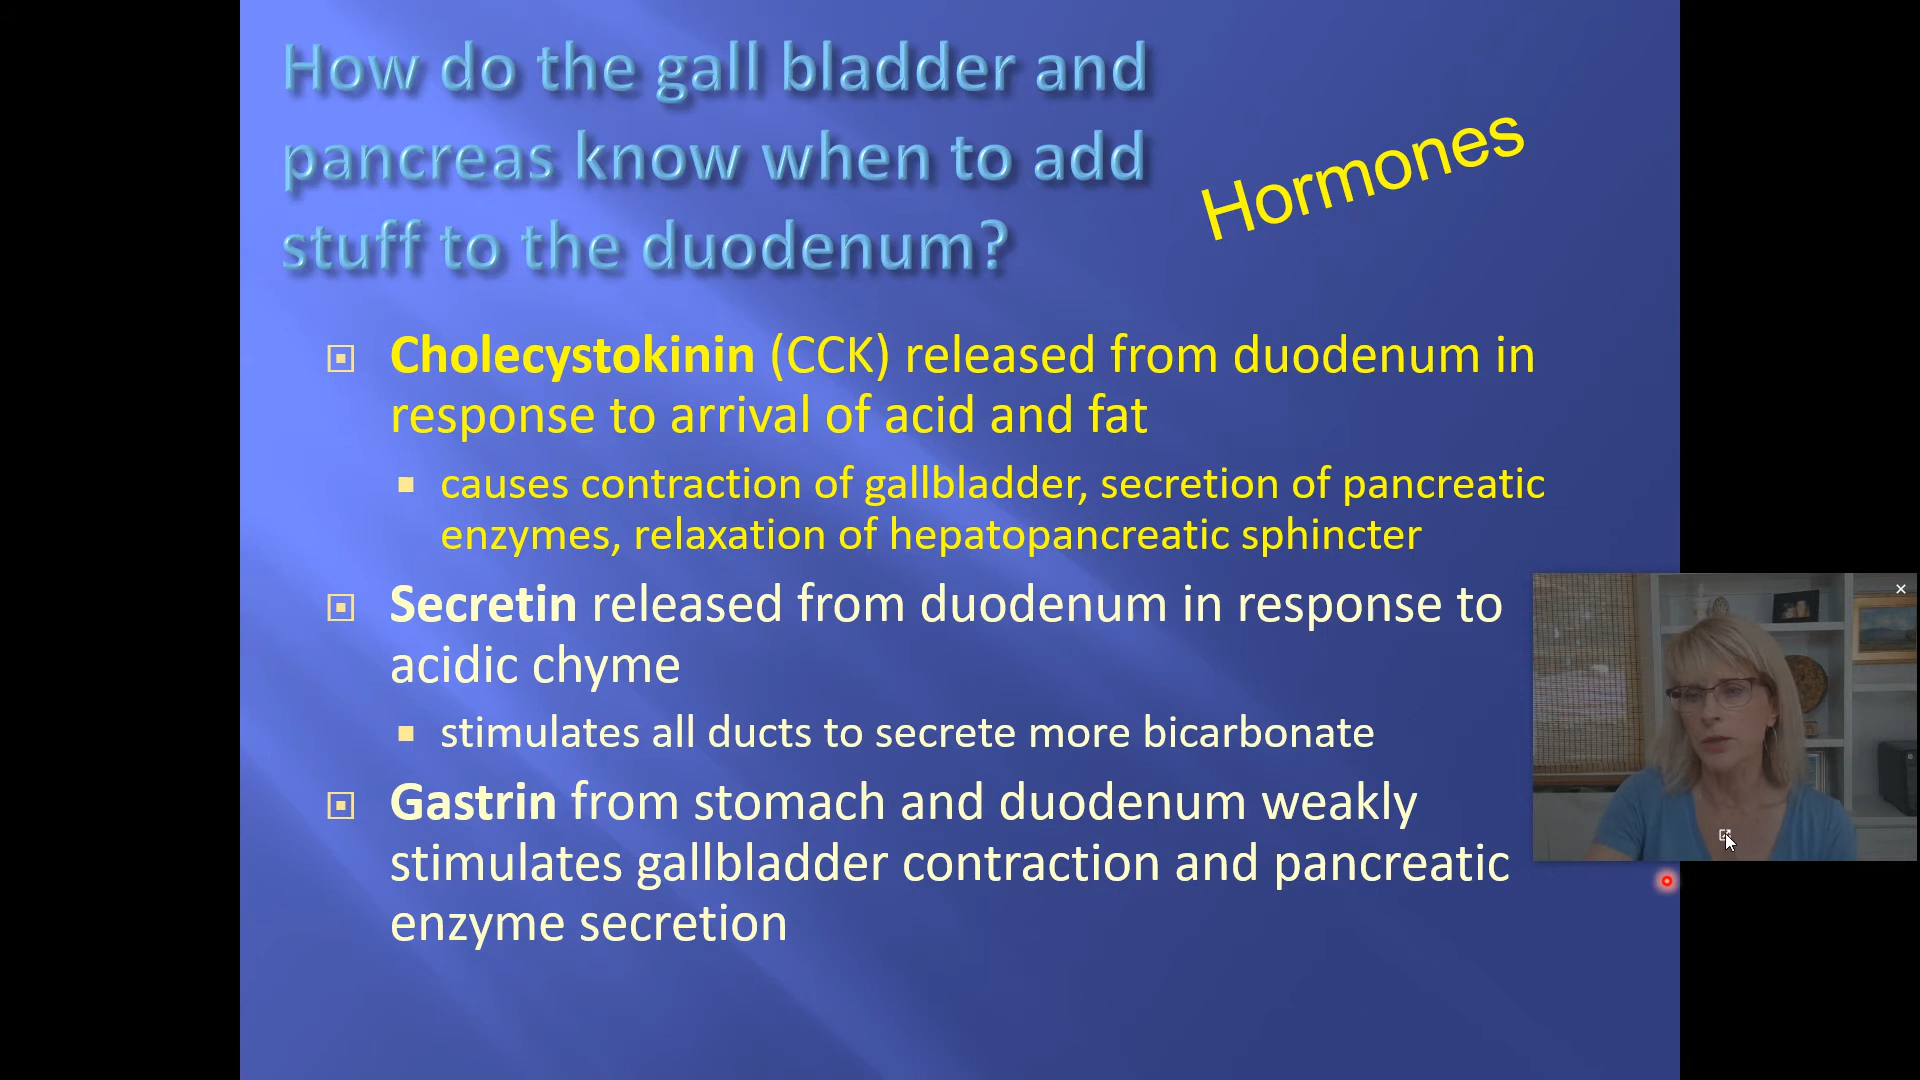 How do the gall bladder and
pancreas know when to add
stuff to the duodenum?
Hormones
Cholecystokinin (CCK) released from duodenum in
response to arrival of acid and fat
causes contraction of gallbladder, secretion of pancreatic
enzymes, relaxation of hepatopancreatic sphincter
Secretin released from duodenum in response to
acidic chyme
stimulates all ducts to secrete more bicarbonate
Gastrin from stomach and duodenum weakly
stimulates gallbladder contraction and pancreatic
enzyme secretion